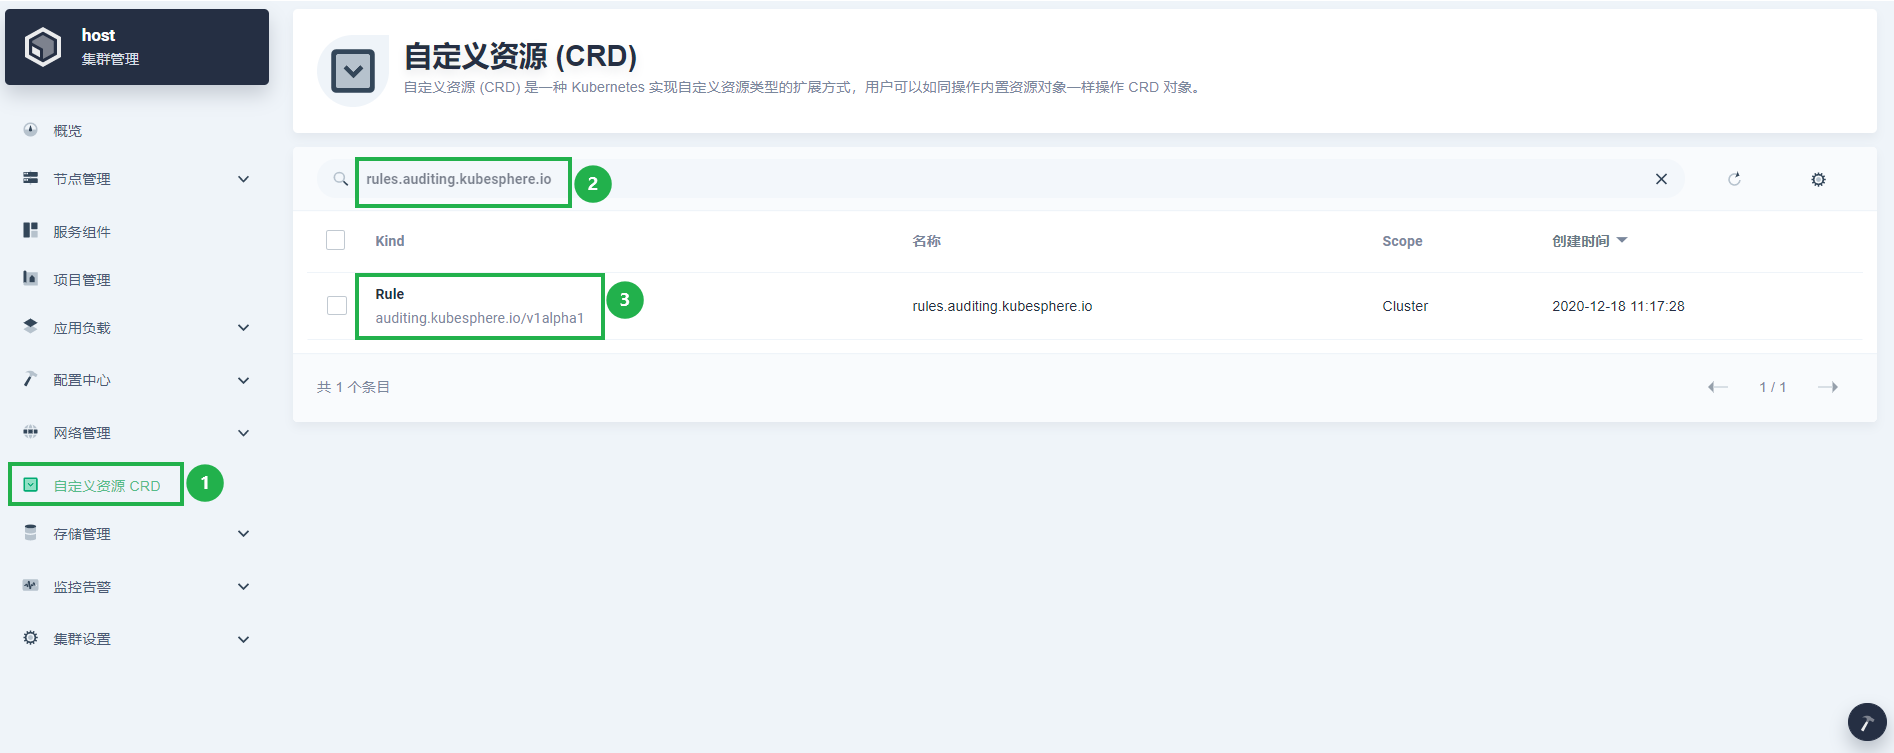 host
集群管理
概览
节点管理
服务组件
项目管理
应用负载
配置中心
网络管理
自定义资源 CRD
1
存储管理
监控告警
集群设置
自定义资源 (CRD)
自定义资源 (CRD) 是一种 Kubernetes 实现自定义资源类型的扩展方式，用户可以如同操作内置资源对象一样操作 CRD 对象。
rules.auditing.kubesphere.io
2
Kind 名称 Scope 创建时间
Rule
auditing.kubesphere.io/v1alpha1
3
rules.auditing.kubesphere.io Cluster 2020-12-18 11:17:28
共 1 个条目
1 / 1